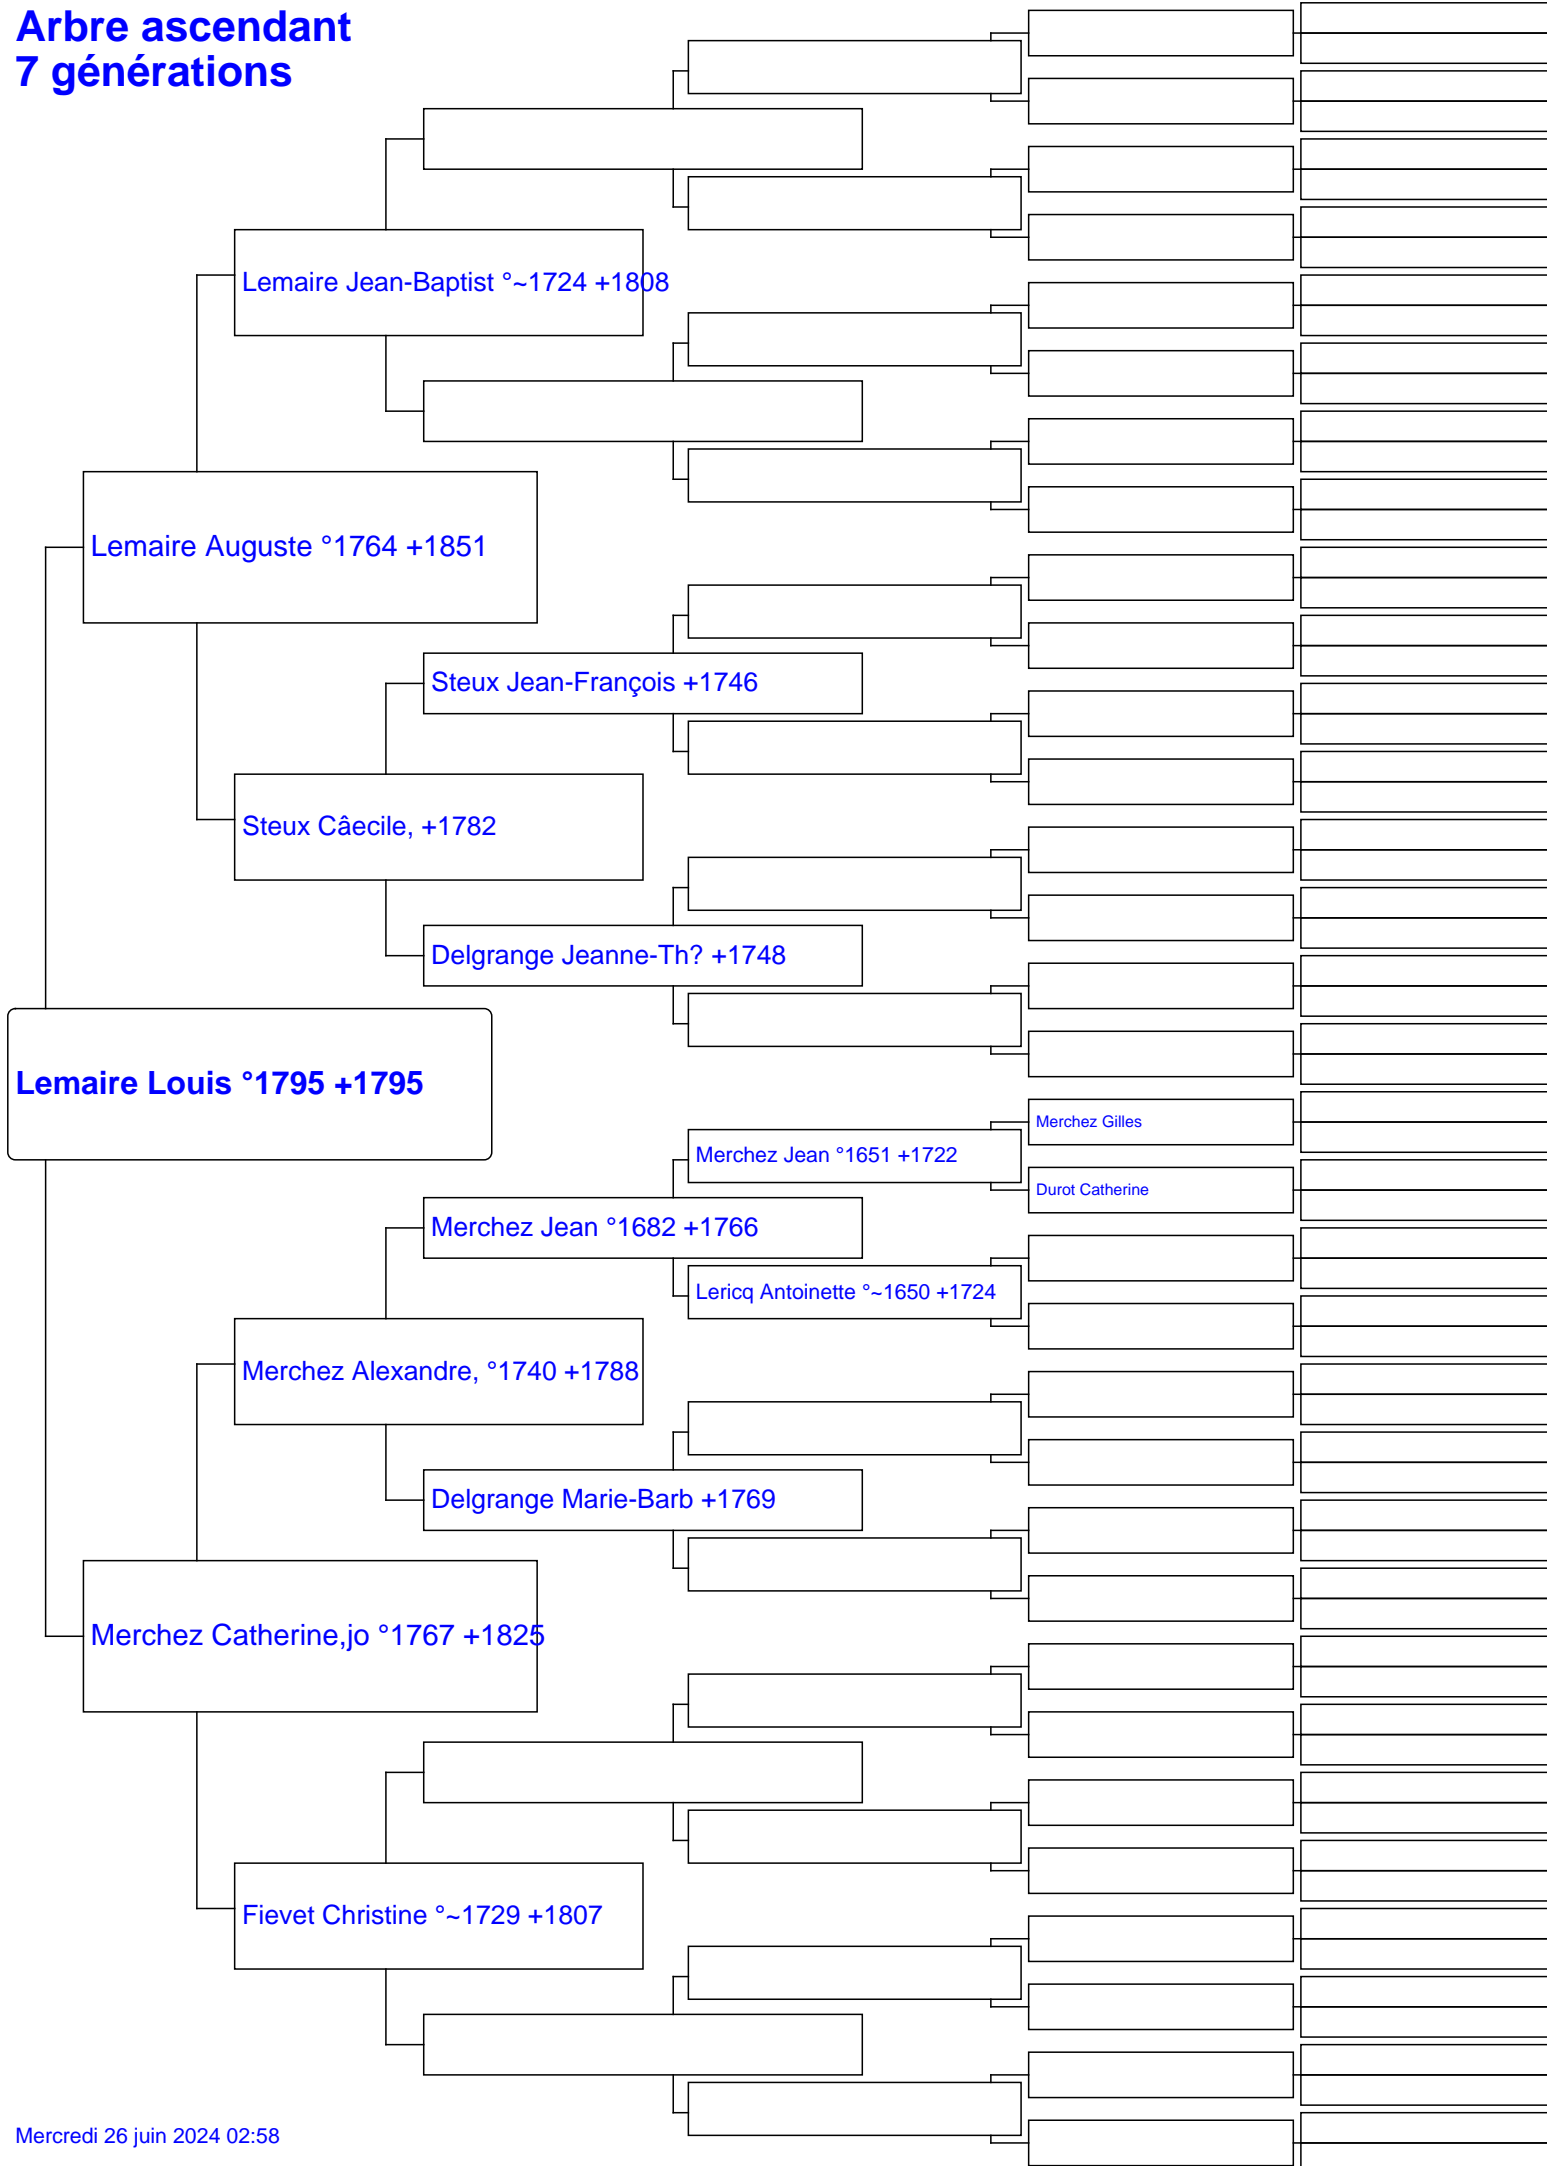 Arbre ascendant
7 générations
Lemaire Jean-Baptist °~1724 +1808
Lemaire Auguste °1764 +1851
Steux Jean-François +1746
Steux Câecile, +1782
Delgrange Jeanne-Th? +1748
Lemaire Louis °1795 +1795
Merchez Gilles
Merchez Jean °1651 +1722
Durot Catherine
Merchez Jean °1682 +1766
Lericq Antoinette °~1650 +1724
Merchez Alexandre, °1740 +1788
Delgrange Marie-Barb +1769
Merchez Catherine,jo °1767 +1825
Fievet Christine °~1729 +1807
Mercredi 26 juin 2024 02:58